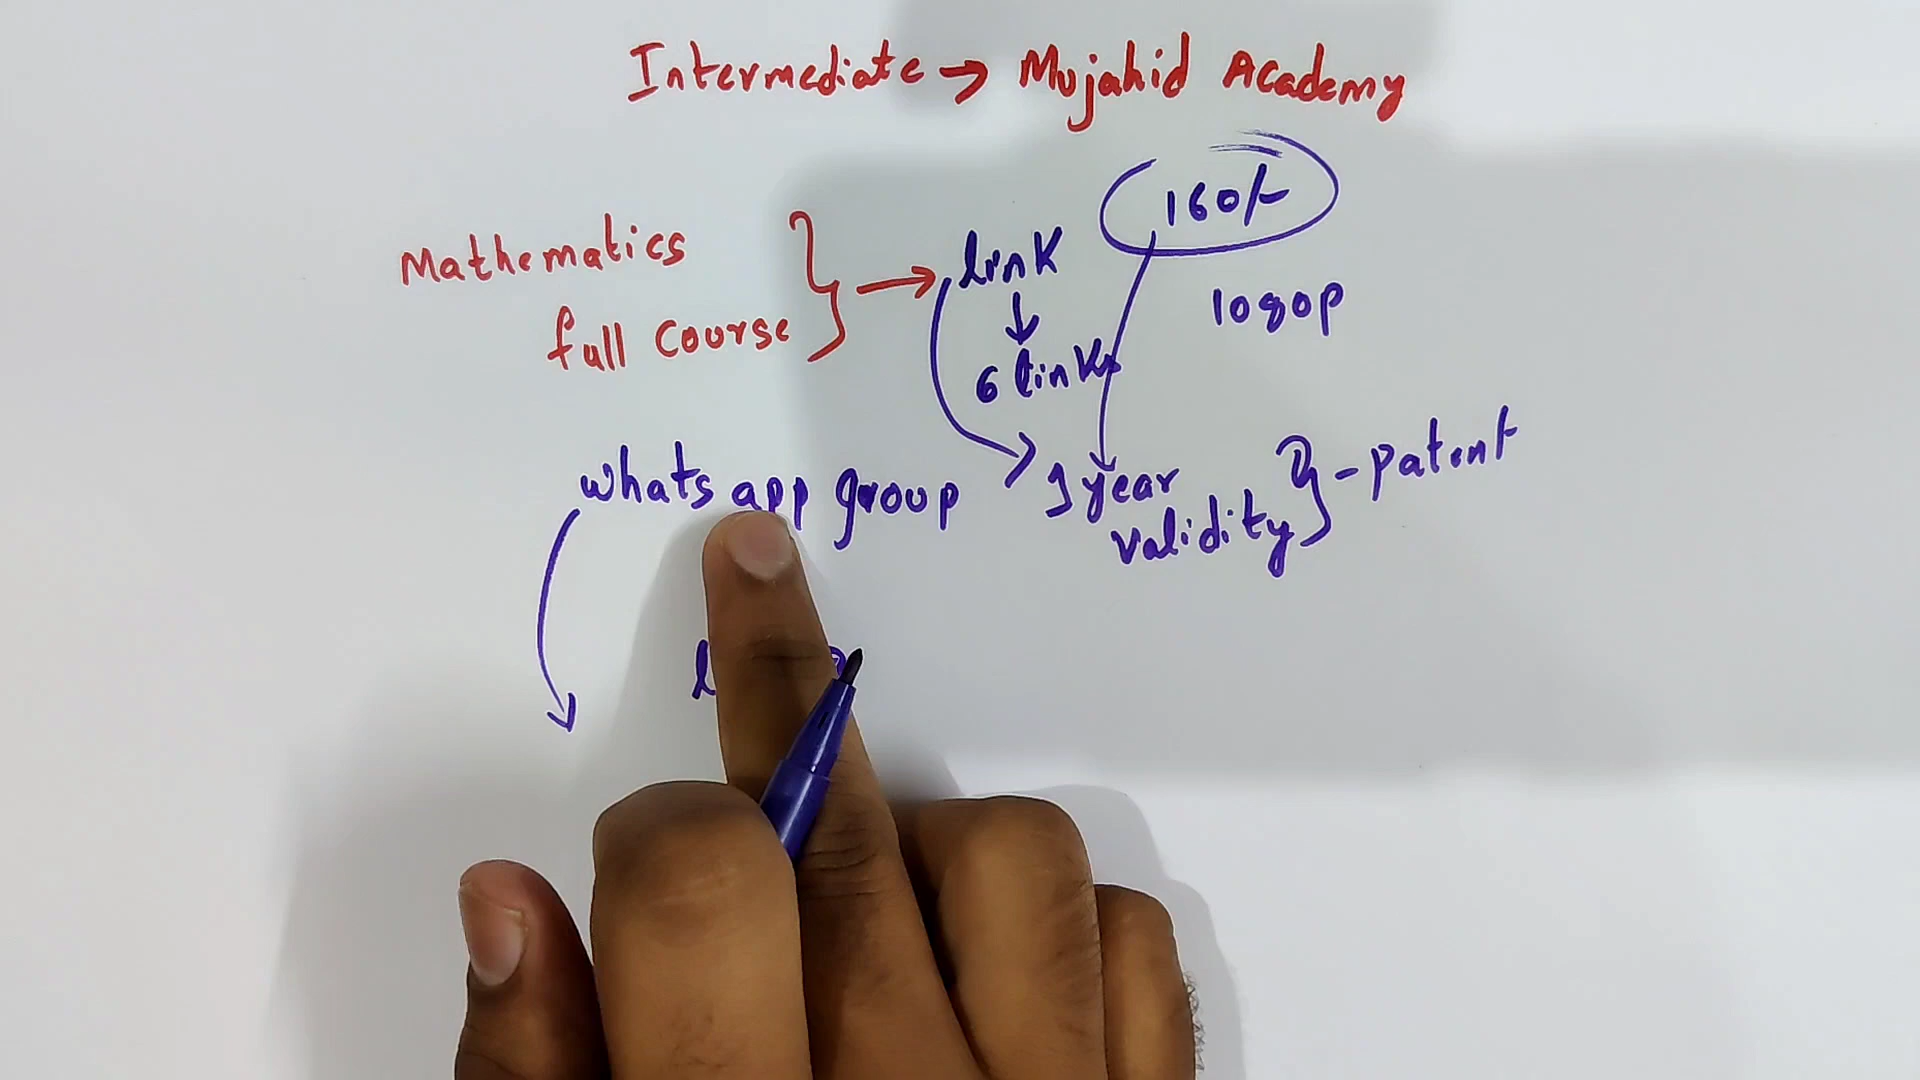 Intermediate → Mujahid Academy
160/-
Mathematics
full Course
link
↓
6 links
1080p
whats app group
1 year
validity
- Patent